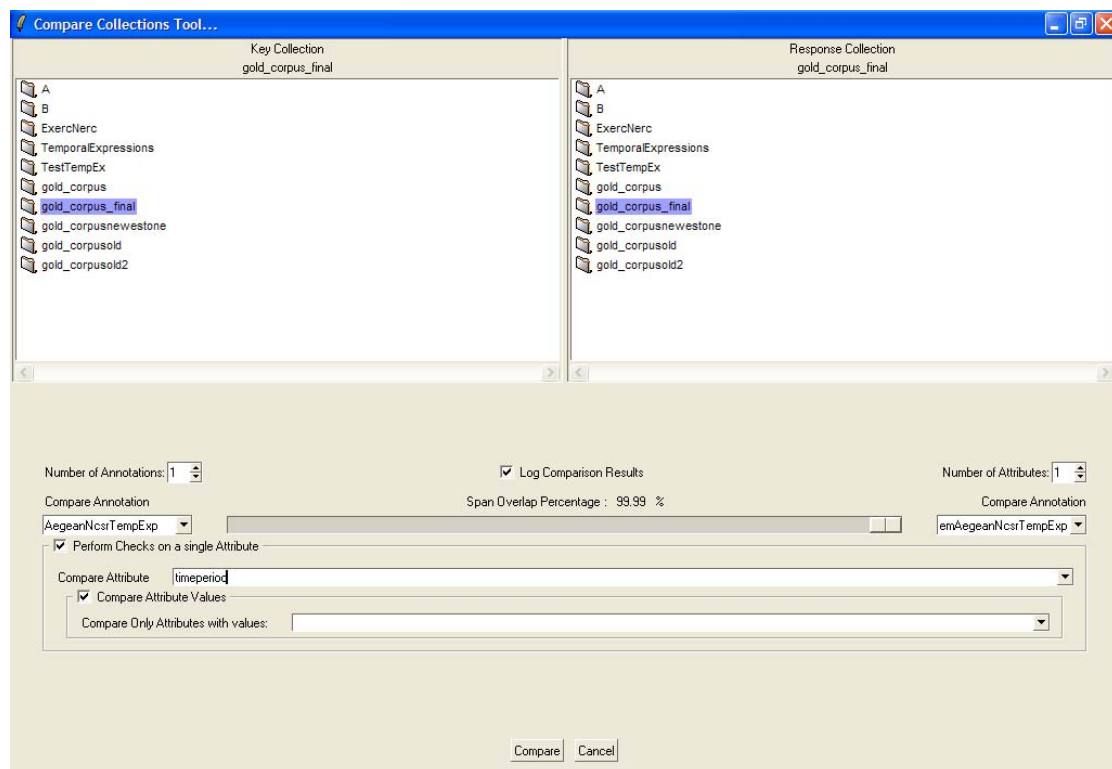 Compare Collections Tool...
Key Collection
gold_corpus_final
A
B
ExercNerc
TemporalExpressions
TestTempEx
gold_corpus
gold_corpus_final
gold_corpusnewestone
gold_corpusold
gold_corpusold2
Response Collection
gold_corpus_final
A
B
ExercNerc
TemporalExpressions
TestTempEx
gold_corpus
gold_corpus_final
gold_corpusnewestone
gold_corpusold
gold_corpusold2
Number of Annotations: 1
Log Comparison Results
Number of Attributes: 1
Compare Annotation
Span Overlap Percentage : 99.99 %
Compare Annotation
AegeanNcsrTempExp
emAegeanNcsrTempExp
Perform Checks on a single Attribute
Compare Attribute timeperiod
Compare Attribute Values
Compare Only Attributes with values:
Compare Cancel